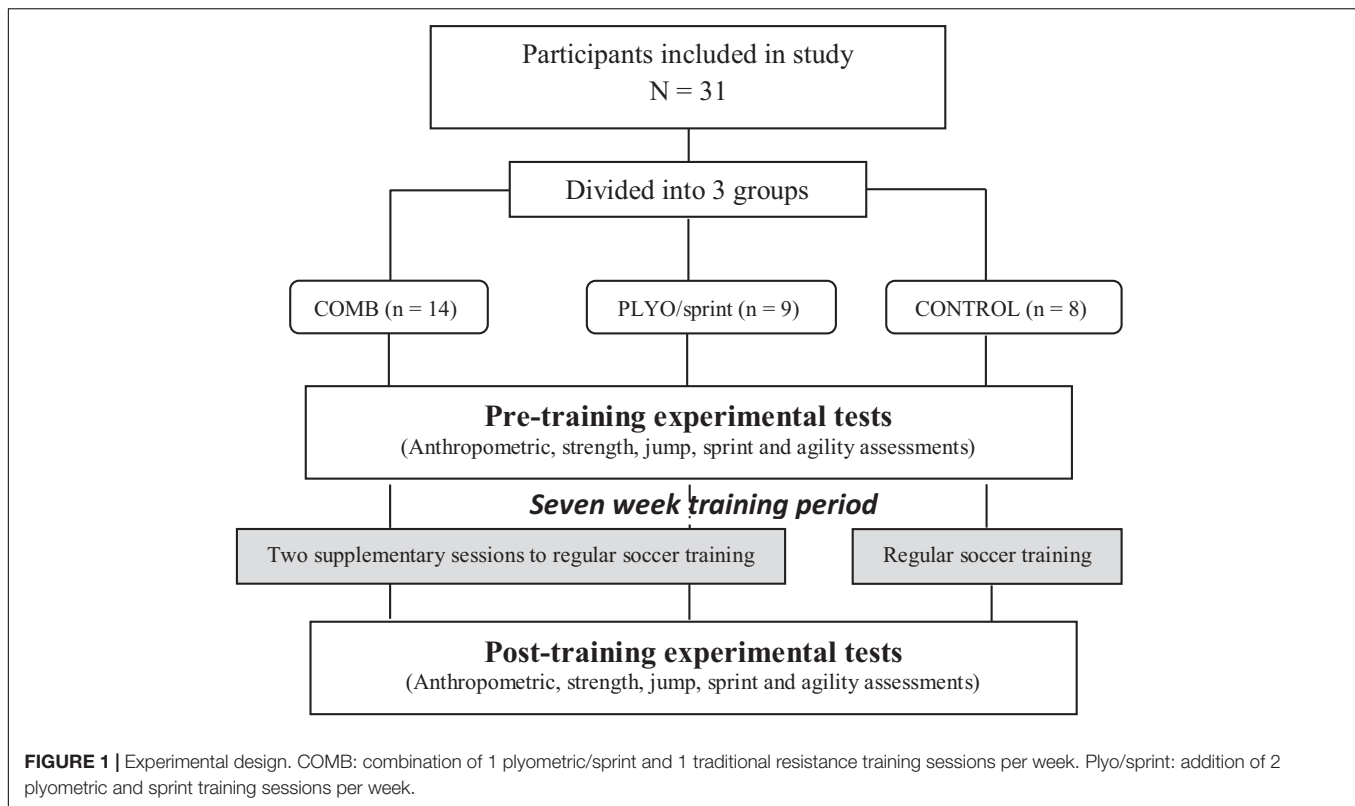 Participants included in study
N = 31
Divided into 3 groups
COMB (n = 14)
PLYO/sprint (n = 9)
CONTROL (n = 8)
Pre-training experimental tests
(Anthropometric, strength, jump, sprint and agility assessments)
Seven week training period
Two supplementary sessions to regular soccer training
Regular soccer training
Post-training experimental tests
(Anthropometric, strength, jump, sprint and agility assessments)
FIGURE 1 | Experimental design. COMB: combination of 1 plyometric/sprint and 1 traditional resistance training sessions per week. Plyo/sprint: addition of 2
plyometric and sprint training sessions per week.